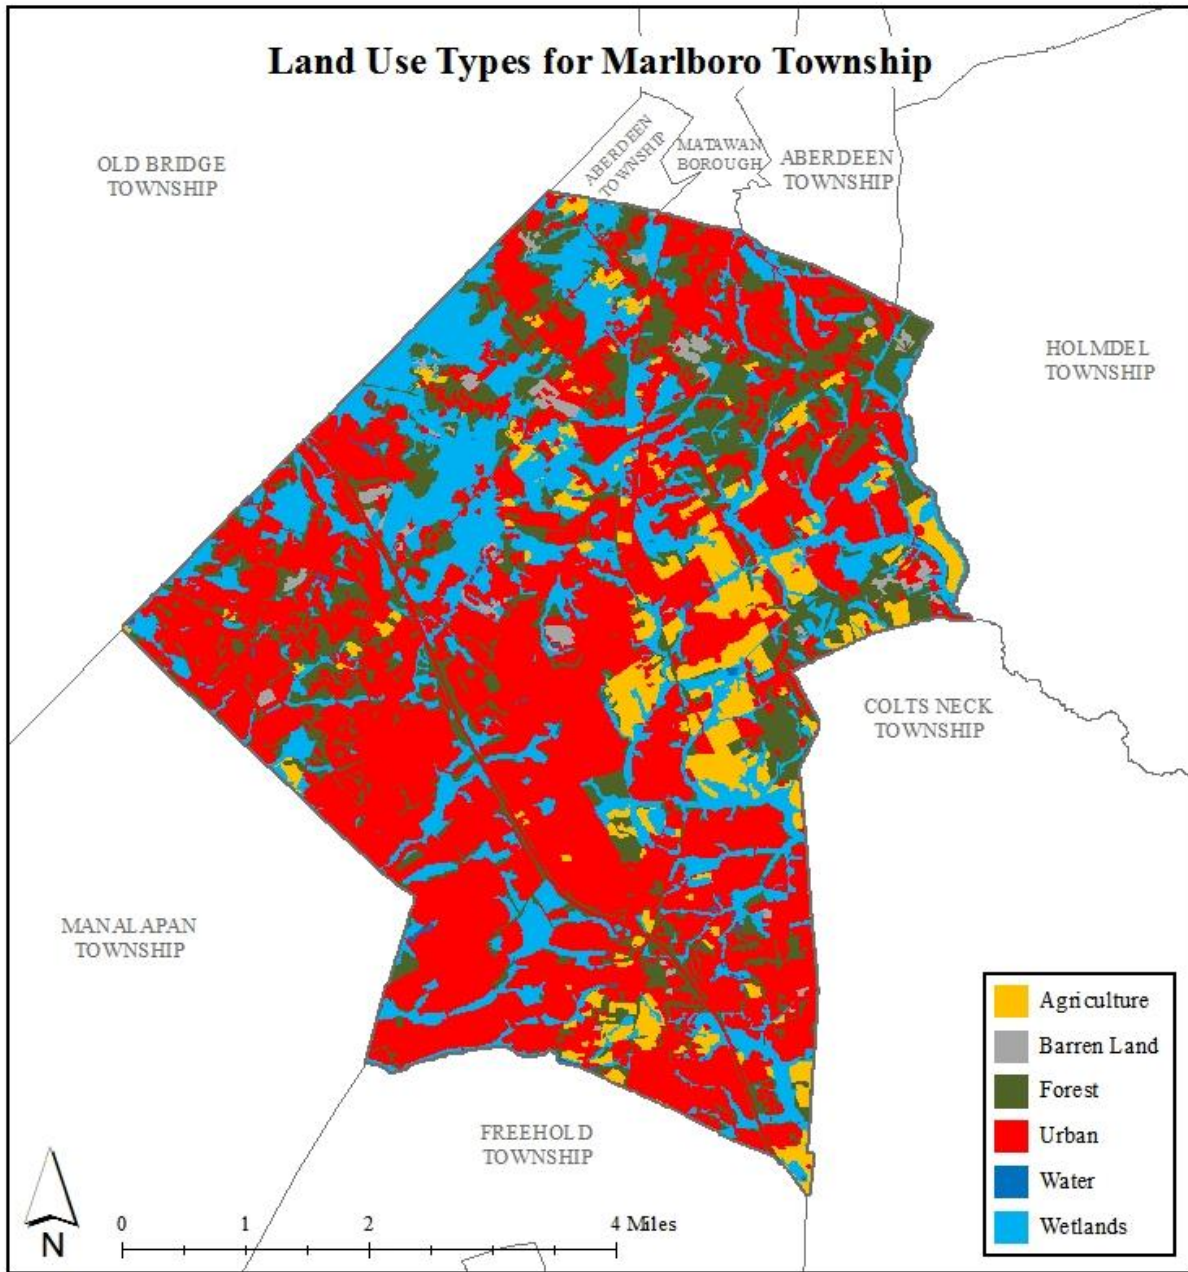 Land Use Types for Marlboro Township
OLD BRIDGE
TOWNSHIP
ABERDEEN
TOWNSHIP
MATAWAN
BOROUGH
ABERDEEN
TOWNSHIP
HOLMDEL
TOWNSHIP
COLTS NECK
TOWNSHIP
MANALAPAN
TOWNSHIP
FREEHOLD
TOWNSHIP
Agriculture
Barren Land
Forest
Urban
Water
Wetlands
N
0 1 2 4 Miles